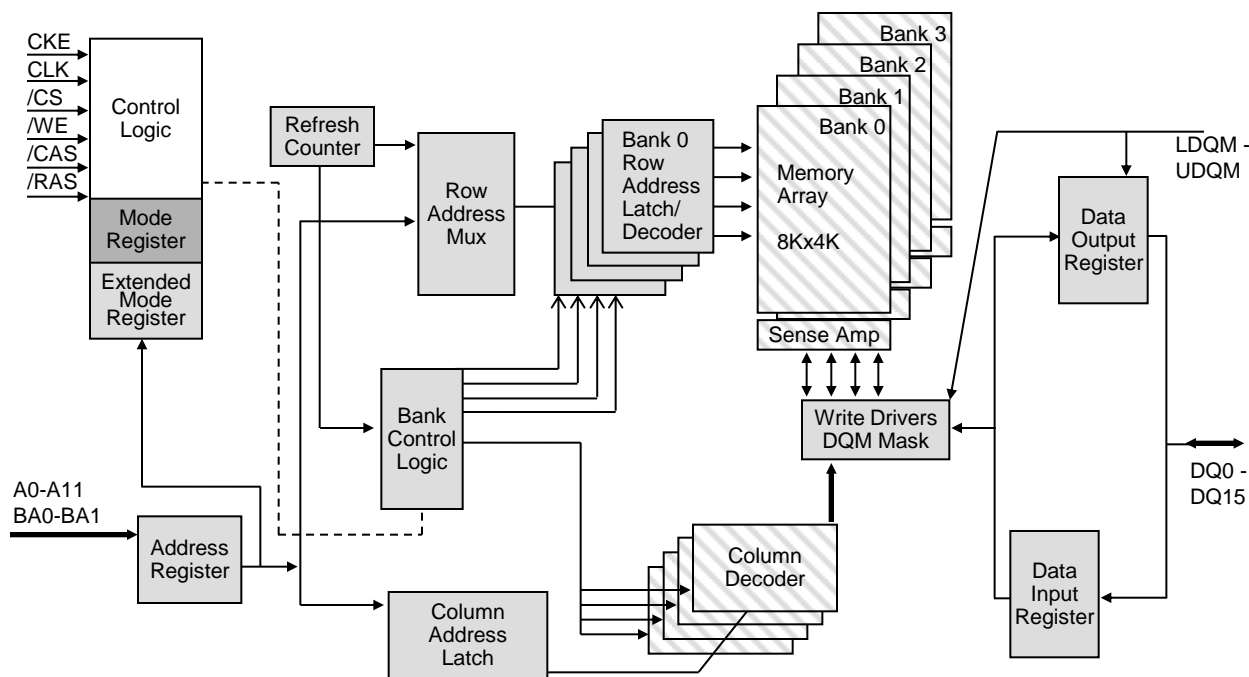 CKE
CLK
/CS
/WE
/CAS
/RAS
Control
Logic
Mode
Register
Extended
Mode
Register
A0-A11
BA0-BA1
Address
Register
Refresh
Counter
Row
Address
Mux
Bank
Control
Logic
Column
Address
Latch
Bank 0
Row
Address
Latch/
Decoder
Bank 3
Bank 2
Bank 1
Bank 0
Memory
Array
8Kx4K
Sense Amp
Write Drivers
DQM Mask
Column
Decoder
LDQM -
UDQM
Data
Output
Register
DQ0 -
DQ15
Data
Input
Register